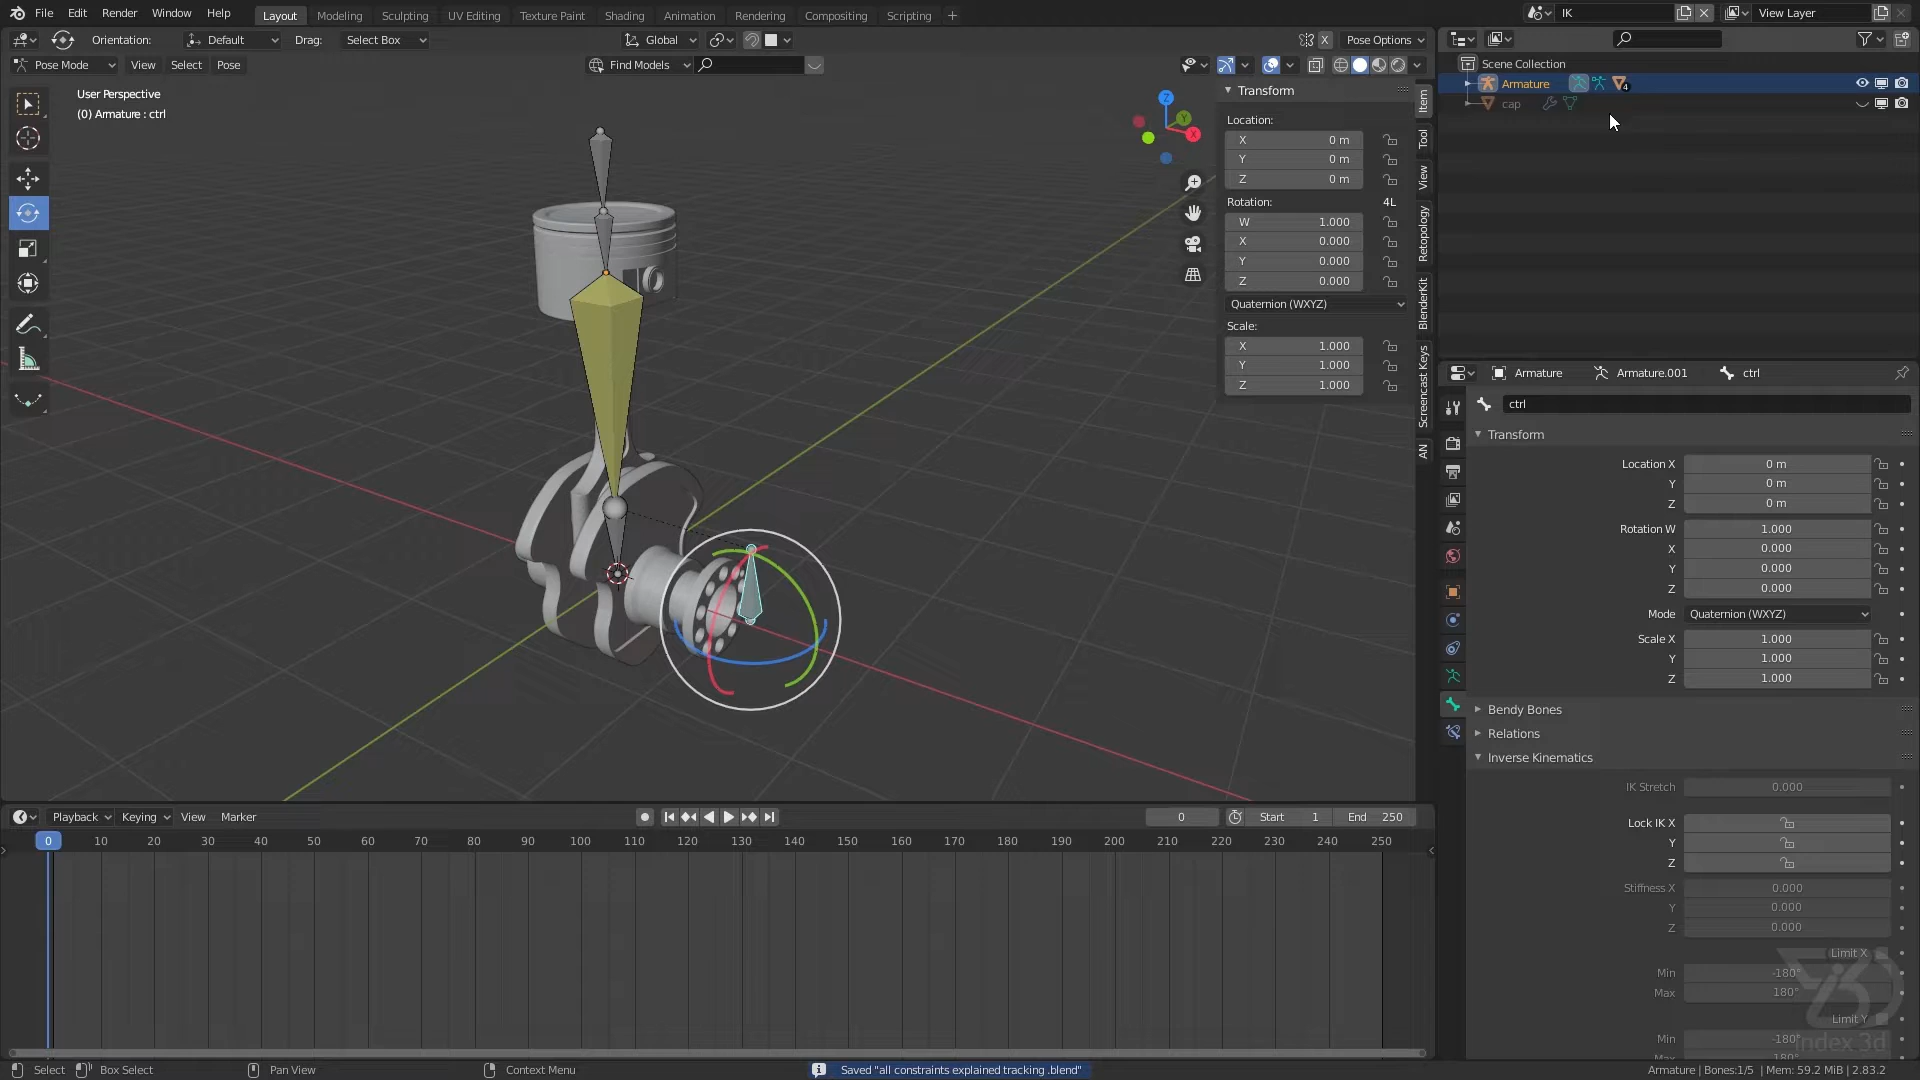 File Edit Render Window Help Layout Modeling Sculpting UV Editing Texture Paint Shading Animation Rendering Compositing Scripting + IK View Layer
Orientation: Default Drag: Select Box Global X Pose Options
Pose Mode View Select Pose Find Models
User Perspective
(0) Armature : ctrl
Z
Y
X
Transform
Location:
X 0 m
Y 0 m
Z 0 m
Rotation: 4L
W 1.000
X 0.000
Y 0.000
Z 0.000
Quaternion (WXYZ)
Scale:
X 1.000
Y 1.000
Z 1.000
Item
Tool
View
Retopology
BlenderKit
Screencast Keys
AN
Scene Collection
Armature 4
cap
Armature Armature.001 ctrl
ctrl
Transform
Location X 0 m
Y 0 m
Z 0 m
Rotation W 1.000
X 0.000
Y 0.000
Z 0.000
Mode Quaternion (WXYZ)
Scale X 1.000
Y 1.000
Z 1.000
Bendy Bones
Relations
Inverse Kinematics
IK Stretch 0.000
Lock IK X
Y
Z
Stiffness X 0.000
Y 0.000
Z 0.000
Limit X
Min -180°
Max 180°
Limit Y
Min -180°
Max 180°
Index 3d
Playback Keying View Marker 0 Start 1 End 250
0 10 20 30 40 50 60 70 80 90 100 110 120 130 140 150 160 170 180 190 200 210 220 230 240 250
Select Box Select Pan View Context Menu Saved "all constraints explained tracking .blend" Armature | Bones:1/5 | Mem: 59.2 MiB | 2.83.2